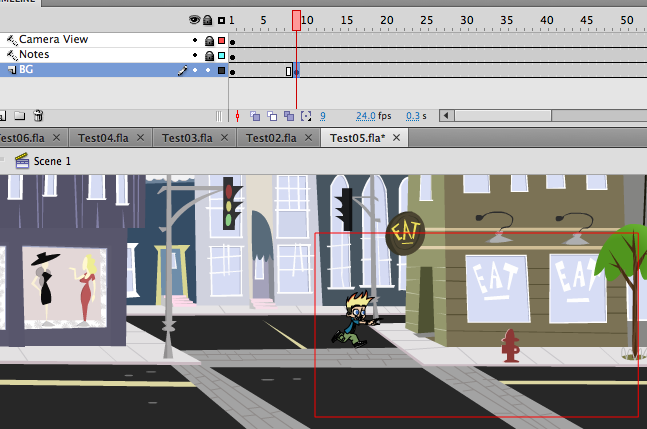 TIMELINE
1 5 10 15 20 25 30 35 40 45 50
Camera View
Notes
BG
9 24.0 fps 0.3 s
Test06.fla × Test04.fla × Test03.fla × Test02.fla × Test05.fla* ×
Scene 1
EAT
EAT EAT